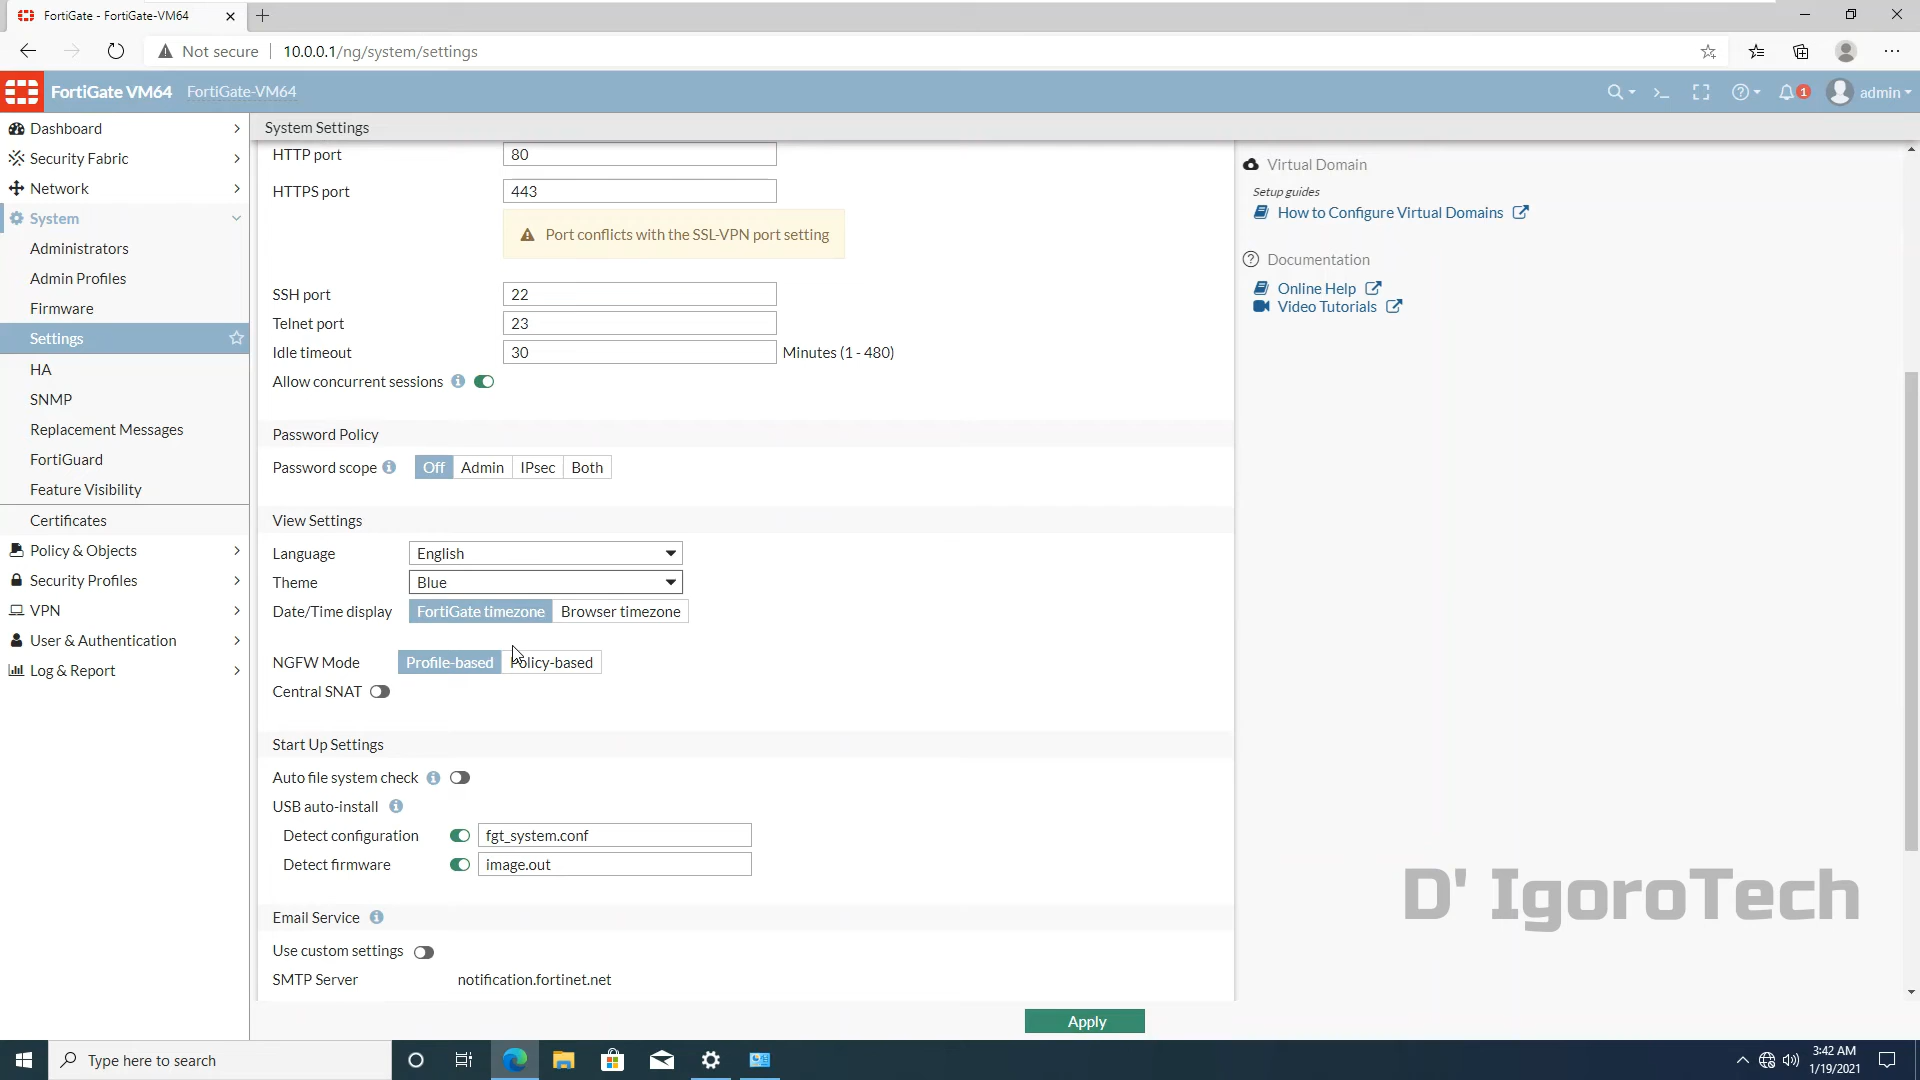 FortiGate - FortiGate-VM64
Not secure 10.0.0.1/ng/system/settings
FortiGate VM64 FortiGate-VM64 1 admin
Dashboard
Security Fabric
Network
System
Administrators
Admin Profiles
Firmware
Settings
HA
SNMP
Replacement Messages
FortiGuard
Feature Visibility
Certificates
Policy & Objects
Security Profiles
VPN
User & Authentication
Log & Report
System Settings
HTTP port 80
HTTPS port 443
Port conflicts with the SSL-VPN port setting
SSH port 22
Telnet port 23
Idle timeout 30 Minutes (1 - 480)
Allow concurrent sessions
Password Policy
Password scope Off Admin IPsec Both
View Settings
Language English
Theme Blue
Date/Time display FortiGate timezone Browser timezone
NGFW Mode Profile-based Policy-based
Central SNAT
Start Up Settings
Auto file system check
USB auto-install
Detect configuration fgt_system.conf
Detect firmware image.out
Email Service
Use custom settings
SMTP Server notification.fortinet.net
Apply
Virtual Domain
Setup guides
How to Configure Virtual Domains
Documentation
Online Help
Video Tutorials
D' IgoroTech
Type here to search
3:42 AM
1/19/2021